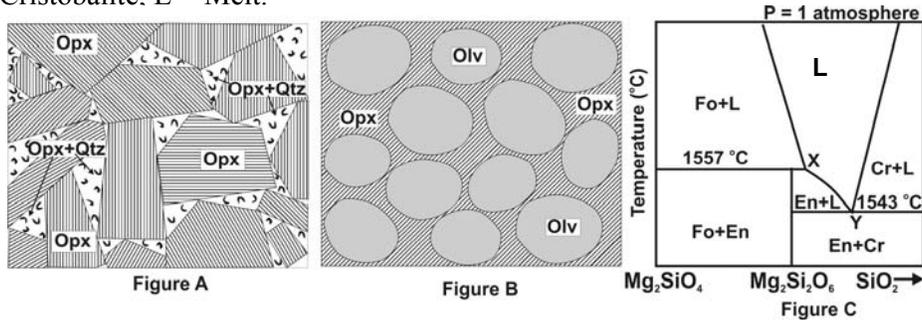 Cristobalite, L = Melt.
Opx
Opx+Qtz
Opx+Qtz
Opx
Opx
Figure A
Olv
Opx
Opx
Olv
Figure B
P = 1 atmosphere
L
Fo+L
1557 °C
X
Cr+L
En+L
1543 °C
Y
Fo+En
En+Cr
Temperature (°C)
Mg₂SiO₄
Mg₂Si₂O₆
SiO₂→
Figure C